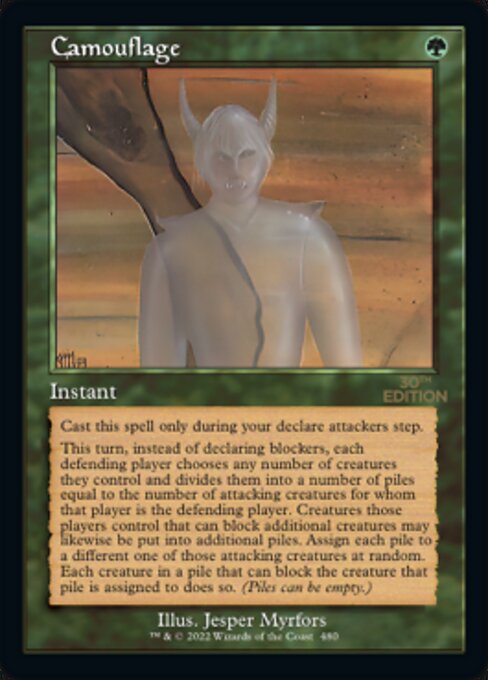 Camouflage
30TH
EDITION
Instant
Cast this spell only during your declare attackers step.
This turn, instead of declaring blockers, each
defending player chooses any number of creatures
they control and divides them into a number of piles
equal to the number of attacking creatures for whom
that player is the defending player. Creatures those
players control that can block additional creatures may
likewise be put into additional piles. Assign each pile to
a different one of those attacking creatures at random.
Each creature in a pile that can block the creature that
pile is assigned to does so. (Piles can be empty.)
Illus. Jesper Myrfors
™ & © 2022 Wizards of the Coast 480